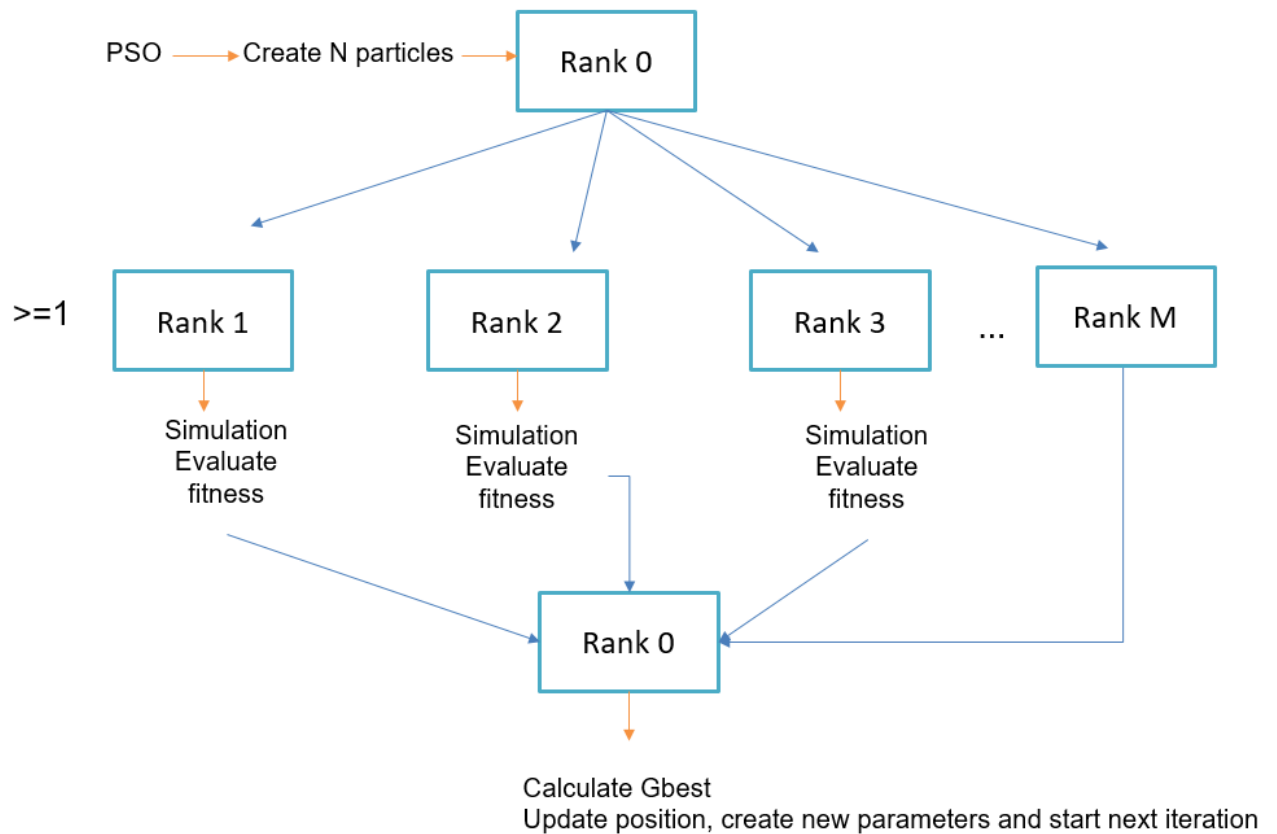 PSO
Create N particles
Rank 0
>=1
Rank 1
Rank 2
Rank 3
...
Rank M
Simulation
Evaluate
fitness
Simulation
Evaluate
fitness
Simulation
Evaluate
fitness
Rank 0
Calculate Gbest
Update position, create new parameters and start next iteration